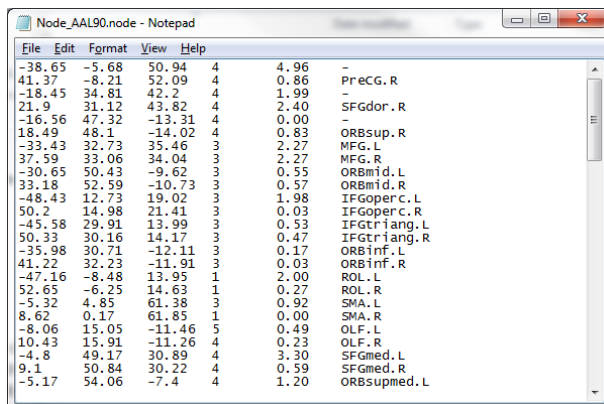 Node_AAL90.node - Notepad
File Edit Format View Help
-38.65 -5.68 50.94 4 4.96 -
41.37 -8.21 52.09 4 0.86 PreCG.R
-18.45 34.81 42.2 4 1.99 -
21.9 31.12 43.82 4 2.40 SFGdor.R
-16.56 47.32 -13.31 4 0.00 -
18.49 48.1 -14.02 4 0.83 ORBsup.R
-33.43 32.73 35.46 3 2.27 MFG.L
37.59 33.06 34.04 3 2.27 MFG.R
-30.65 50.43 -9.62 3 0.55 ORBmid.L
33.18 52.59 -10.73 3 0.57 ORBmid.R
-48.43 12.73 19.02 3 1.98 IFGoperc.L
50.2 14.98 21.41 3 0.03 IFGoperc.R
-45.58 29.91 13.99 3 0.53 IFGtriang.L
50.33 30.16 14.17 3 0.47 IFGtriang.R
-35.98 30.71 -12.11 3 0.17 ORBinf.L
41.22 32.23 -11.91 3 0.03 ORBinf.R
-47.16 -8.48 13.95 1 2.00 ROL.L
52.65 -6.25 14.63 1 0.27 ROL.R
-5.32 4.85 61.38 3 0.92 SMA.L
8.62 0.17 61.85 1 0.00 SMA.R
-8.06 15.05 -11.46 5 0.49 OLF.L
10.43 15.91 -11.26 4 0.23 OLF.R
-4.8 49.17 30.89 4 3.30 SFGmed.L
9.1 50.84 30.22 4 0.59 SFGmed.R
-5.17 54.06 -7.4 4 1.20 ORBsupmed.L